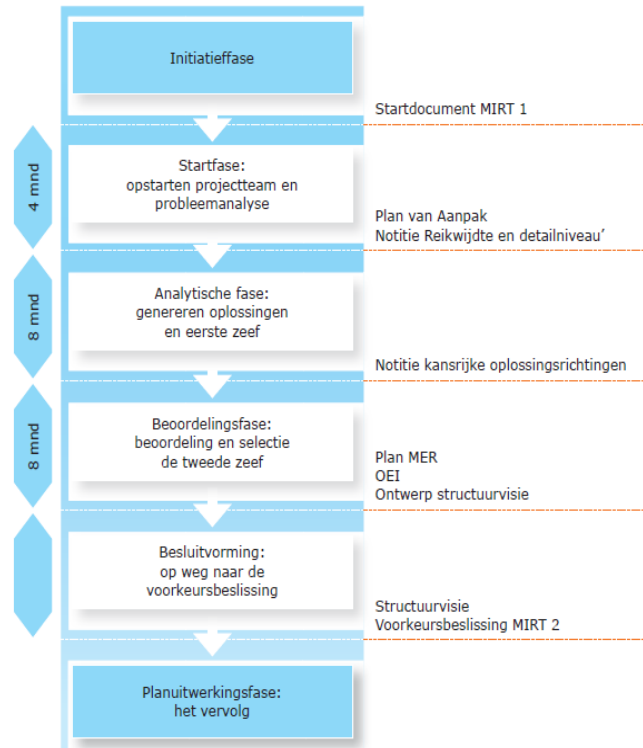 Initiatieffase
Startdocument MIRT 1
4 mnd
Startfase:
opstarten projectteam en
probleemanalyse
Plan van Aanpak
Notitie Reikwijdte en detailniveau’
8 mnd
Analytische fase:
genereren oplossingen
en eerste zeef
Notitie kansrijke oplossingsrichtingen
8 mnd
Beoordelingsfase:
beoordeling en selectie
de tweede zeef
Plan MER
OEI
Ontwerp structuurvisie
Besluitvorming:
op weg naar de
voorkeursbeslissing
Structuurvisie
Voorkeursbeslissing MIRT 2
Planuitwerkingsfase:
het vervolg